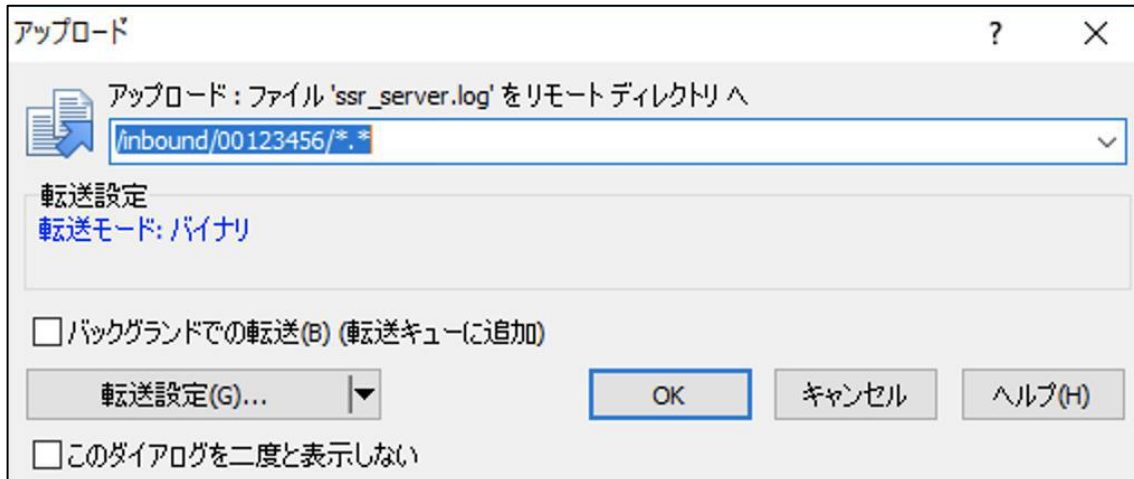 アップロード
アップロード : ファイル 'ssr_server.log' をリモート ディレクトリ へ
/inbound/00123456/*.*
転送設定
転送モード: バイナリ
バックグランドでの転送(B) (転送キューに追加)
転送設定(G)... OK キャンセル ヘルプ(H)
このダイアログを二度と表示しない